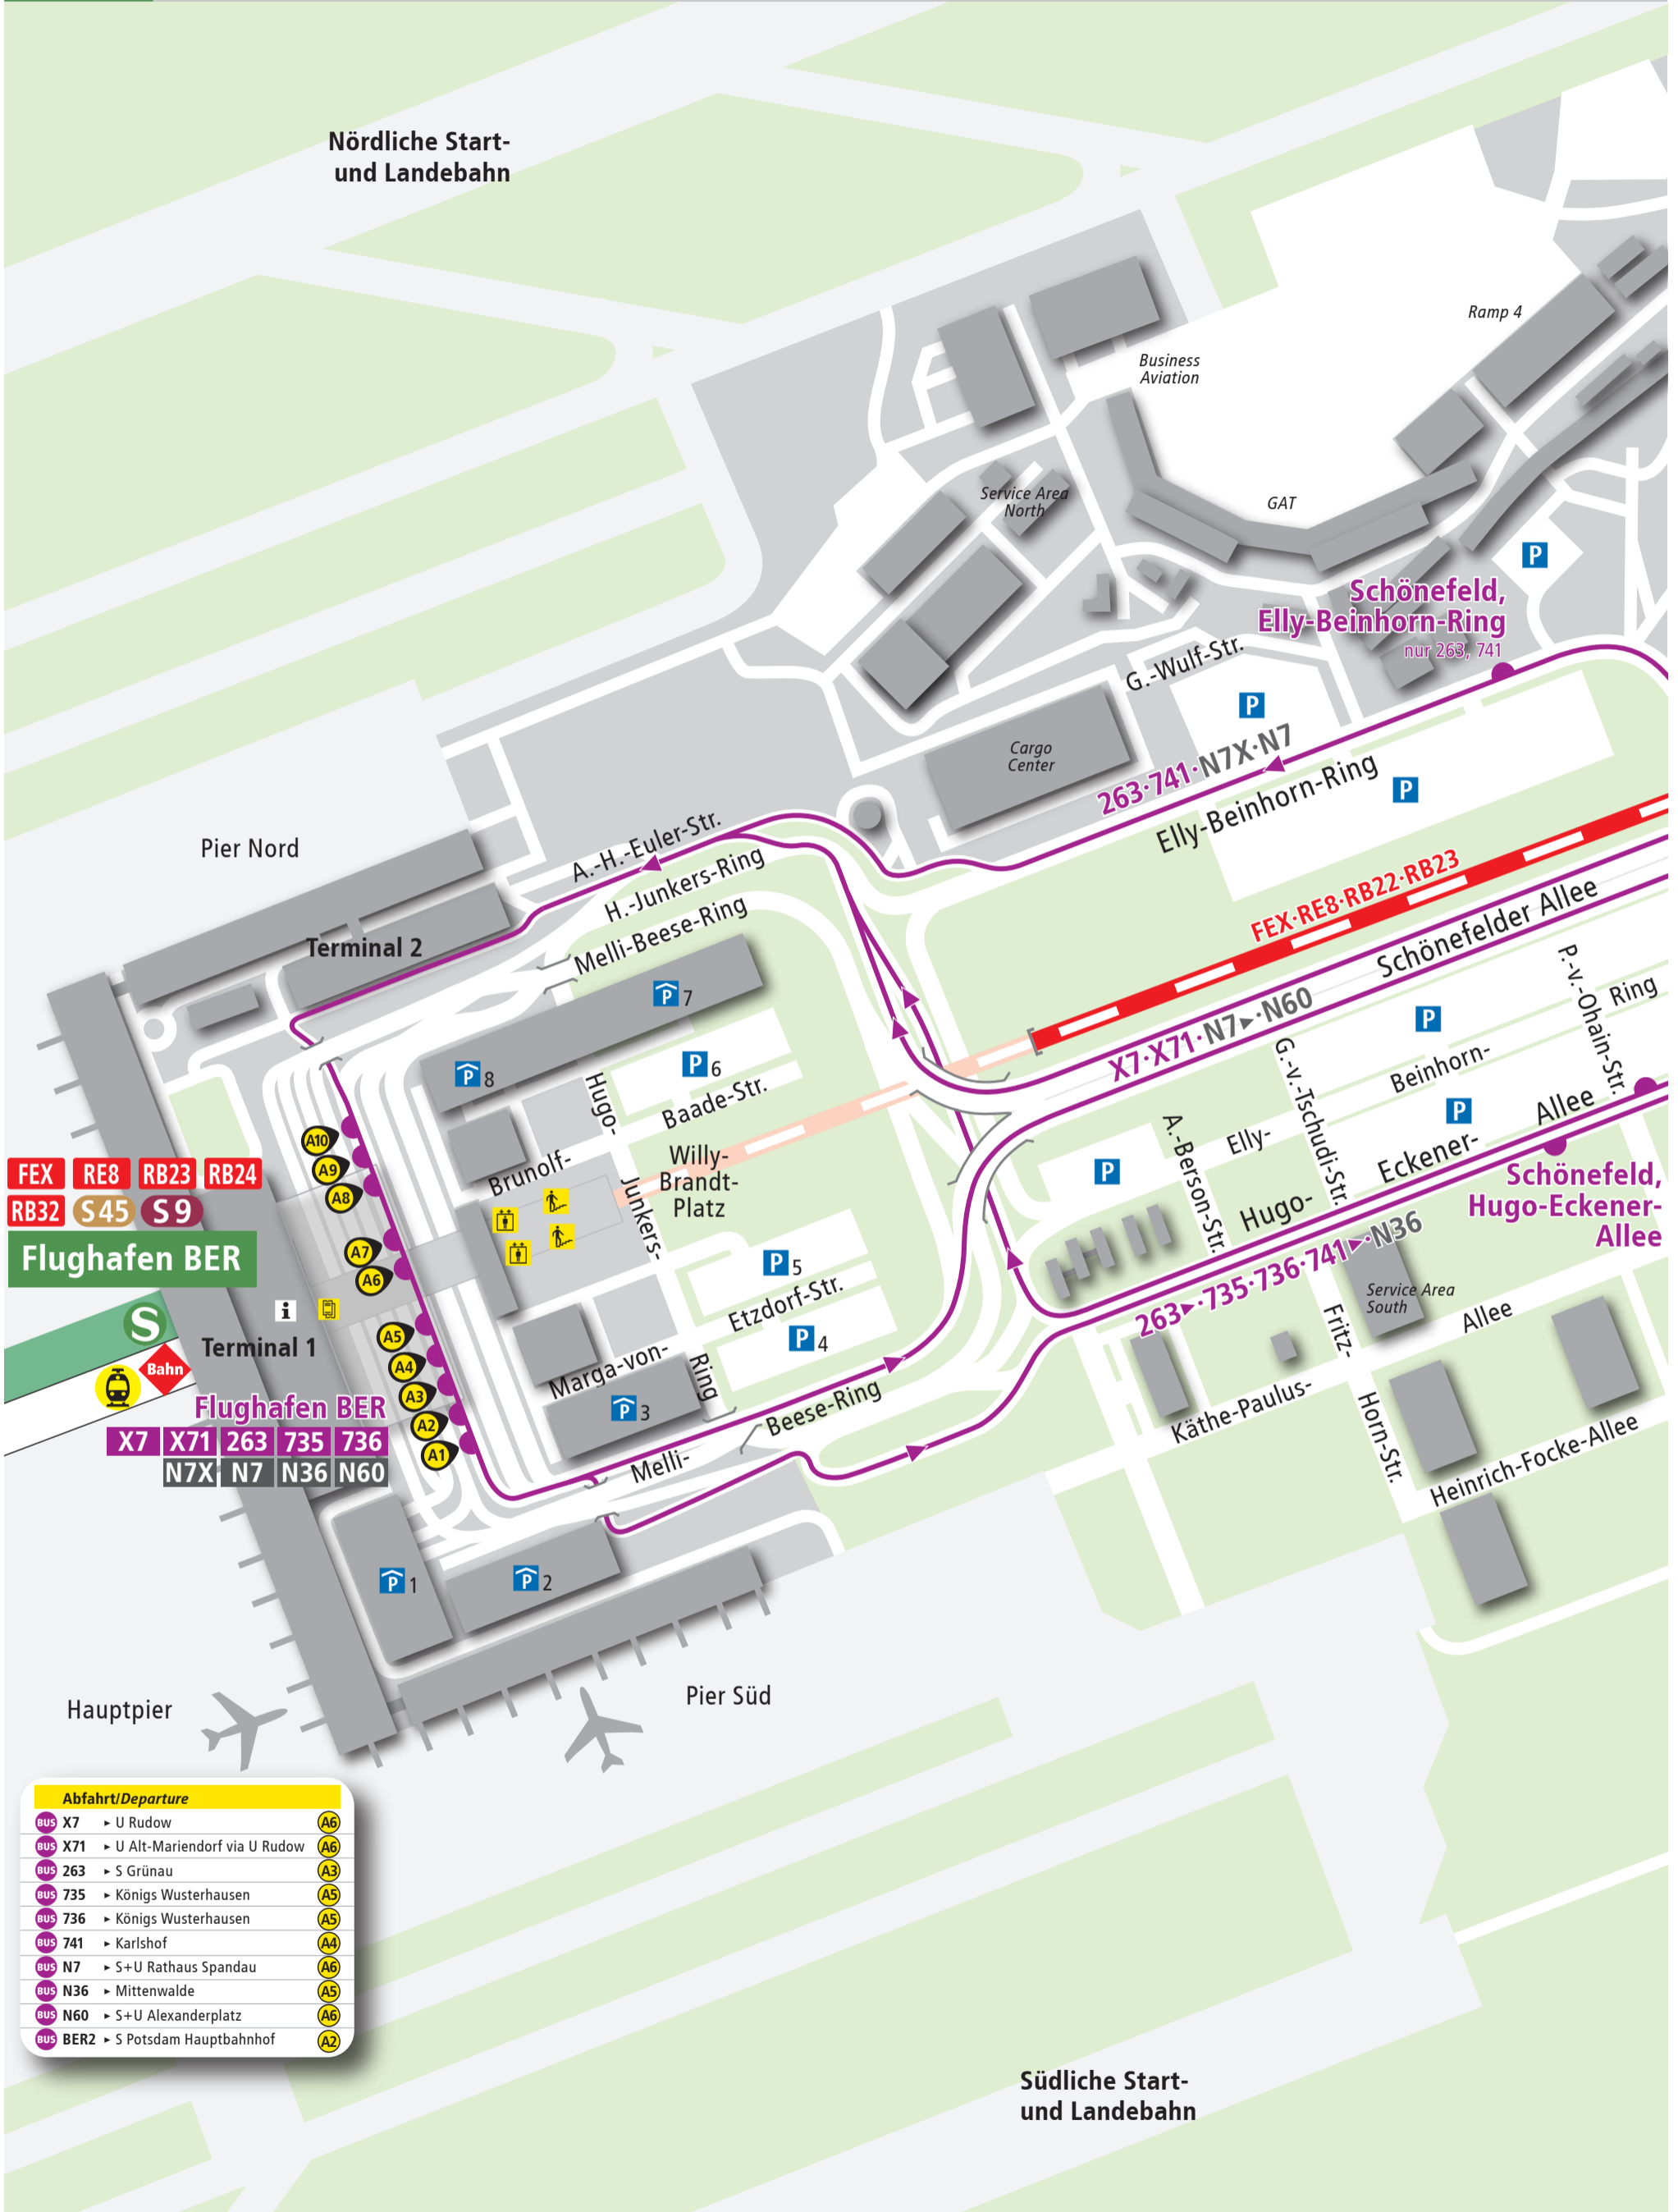 Nördliche Start-
und Landebahn
Ramp 4
Business
Aviation
Service Area
North
GAT
P
Schönefeld,
Elly-Beinhorn-Ring
nur 263, 741
G.-Wulf-Str.
P
Cargo
Center
263·741·N7X·N7
Elly-Beinhorn-Ring
P
Pier Nord
A.-H.-Euler-Str.
H.-Junkers-Ring
Melli-Beese-Ring
Terminal 2
FEX·RE8·RB22·RB23
Schönefelder Allee
P 7
P 8
P 6
Baade-Str.
Hugo-
Junkers-
Ring
X7·X71·N7▸·N60
P
P.-v.-Ohain-Str.
Ring
Beinhorn-
Elly-
G.-v.-Tschudi-Str.
P
Allee
Eckener-
Hugo-
A.-Berson-Str.
P
Willy-
Brandt-
Platz
Brunolf-
A10
A9
A8
A7
A6
A5
A4
A3
A2
A1
FEX RE8 RB23 RB24
RB32 S45 S9
Flughafen BER
S
i
Terminal 1
Bahn
Flughafen BER
X7 X71 263 735 736
N7X N7 N36 N60
P 5
Etzdorf-Str.
P 4
Marga-von-
P 3
Beese-Ring
Melli-
Schönefeld,
Hugo-Eckener-
Allee
263▸·735·736·741▸·N36
Service Area
South
Fritz-
Horn-Str.
Allee
Käthe-Paulus-
Heinrich-Focke-Allee
P 1
P 2
Hauptpier
Pier Süd
Abfahrt/Departure
BUS X7 ▸ U Rudow A6
BUS X71 ▸ U Alt-Mariendorf via U Rudow A6
BUS 263 ▸ S Grünau A3
BUS 735 ▸ Königs Wusterhausen A5
BUS 736 ▸ Königs Wusterhausen A5
BUS 741 ▸ Karlshof A4
BUS N7 ▸ S+U Rathaus Spandau A6
BUS N36 ▸ Mittenwalde A5
BUS N60 ▸ S+U Alexanderplatz A6
BUS BER2 ▸ S Potsdam Hauptbahnhof A2
Südliche Start-
und Landebahn